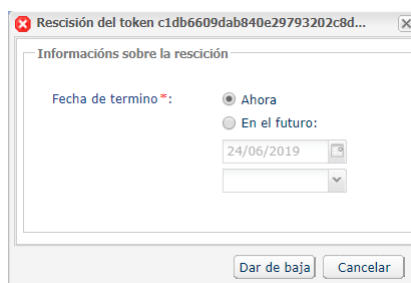 Rescisión del token c1db6609dab840e29793202c8d...
Informacións sobre la rescición
Fecha de termino*:
Ahora
En el futuro:
24/06/2019
Dar de baja
Cancelar